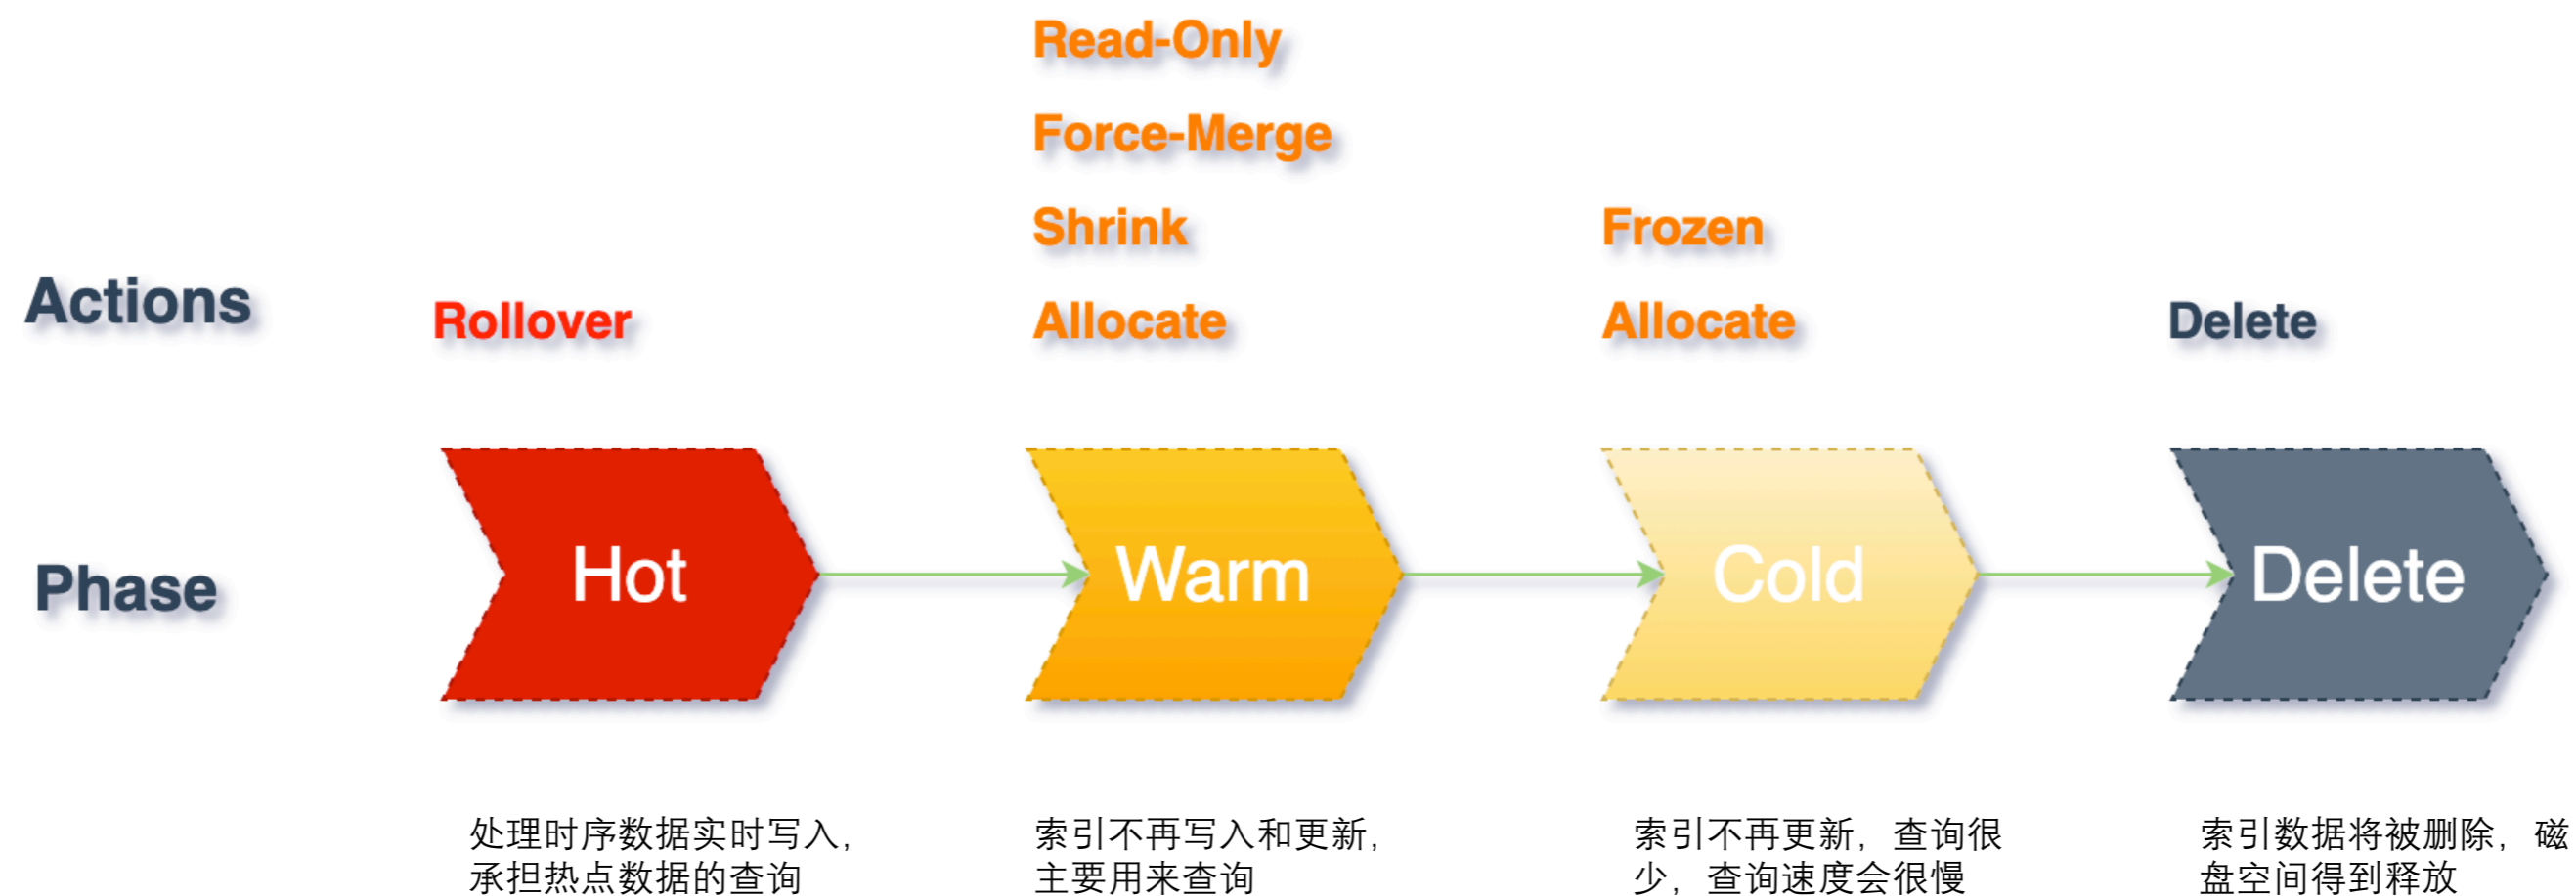 Read-Only
Force-Merge
Shrink
Frozen
Actions
Rollover
Allocate
Allocate
Delete
Phase
Hot
Warm
Cold
Delete
处理时序数据实时写入,
承担热点数据的查询
索引不再写入和更新,
主要用来查询
索引不再更新, 查询很
少, 查询速度会很慢
索引数据将被删除, 磁
盘空间得到释放